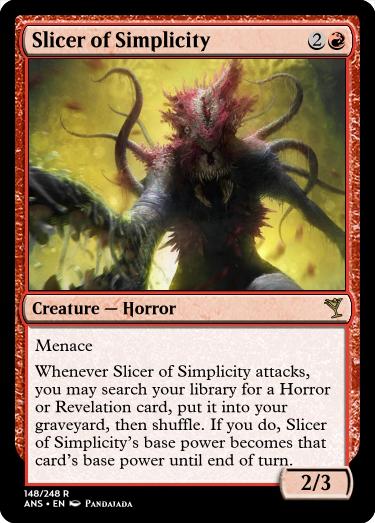 Slicer of Simplicity 2
Creature — Horror
Menace
Whenever Slicer of Simplicity attacks,
you may search your library for a Horror
or Revelation card, put it into your
graveyard, then shuffle. If you do, Slicer
of Simplicity's base power becomes that
card's base power until end of turn.
2/3
148/248 R
ANS • EN Pandajada